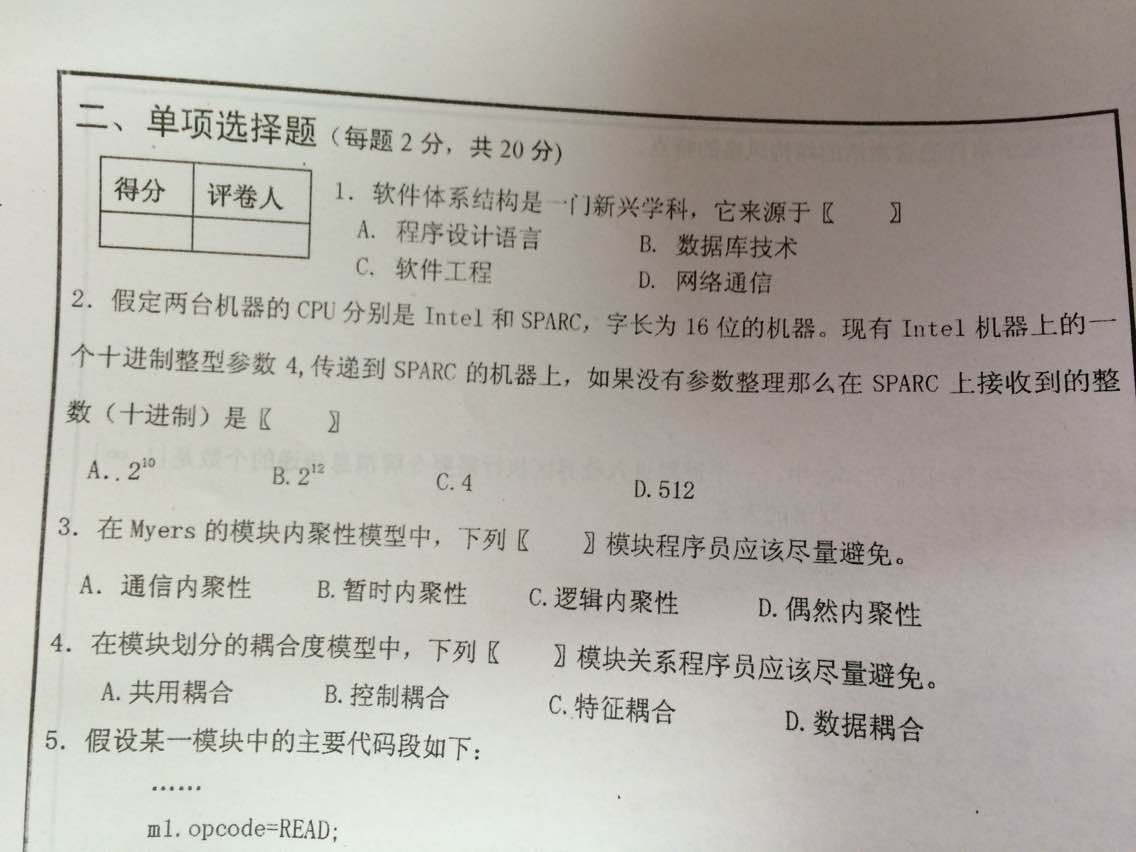 二、单项选择题（每题 2 分，共 20 分)
得分 评卷人
1. 软件体系结构是一门新兴学科，它来源于〖 〗
A. 程序设计语言 B. 数据库技术
C. 软件工程 D. 网络通信
2. 假定两台机器的 CPU 分别是 Intel 和 SPARC，字长为 16 位的机器。现有 Intel 机器上的一
个十进制整型参数 4,传递到 SPARC 的机器上，如果没有参数整理那么在 SPARC 上接收到的整
数（十进制）是〖 〗
A..2¹⁰ B.2¹² C.4 D.512
3. 在 Myers 的模块内聚性模型中，下列〖 〗模块程序员应该尽量避免。
A. 通信内聚性 B.暂时内聚性 C.逻辑内聚性 D.偶然内聚性
4. 在模块划分的耦合度模型中，下列〖 〗模块关系程序员应该尽量避免。
A.共用耦合 B.控制耦合 C.特征耦合 D.数据耦合
5. 假设某一模块中的主要代码段如下：
……
m1.opcode=READ;